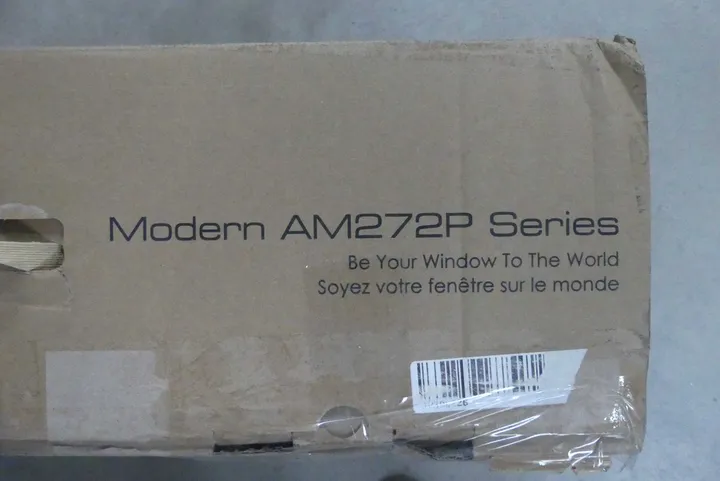 Modern AM272P Series
Be Your Window To The World
Soyez votre fenêtre sur le monde